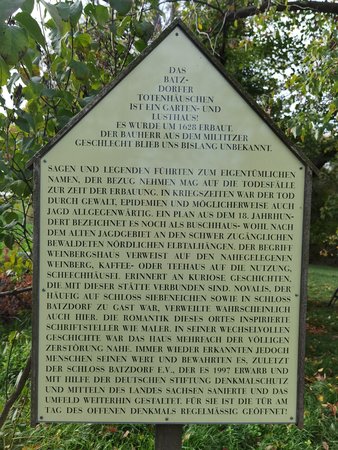 DAS
BATZ-
DORFER
TOTENHÄUSCHEN
IST EIN GARTEN- UND
LUSTHAUS!
ES WURDE UM 1628 ERBAUT.
DER BAUHERR AUS DEM MILTITZER
GESCHLECHT BLIEB UNS BISLANG UNBEKANNT.
SAGEN UND LEGENDEN FÜHRTEN ZUM EIGENTÜMLICHEN
NAMEN, DER BEZUG NEHMEN MAG AUF DIE TODESFÄLLE
ZUR ZEIT DER ERBAUUNG. IN KRIEGSZEITEN WAR DER TOD
DURCH GEWALT, EPIDEMIEN UND MÖGLICHERWEISE AUCH
JAGD ALLGEGENWÄRTIG. EIN PLAN AUS DEM 18. JAHRHUN-
DERT BEZEICHNET ES NOCH ALS BUSCHHAUS- WOHL NACH
DEM ALTEN JAGDGEBIET AN DEN SCHWER ZUGÄNGLICHEN
BEWALDETEN NÖRDLICHEN ELBTALHÄNGEN. DER BEGRIFF
WEINBERGSHAUS VERWEIST AUF DEN NAHEGELEGENEN
WEINBERG, KAFFEE- ODER TEEHAUS AUF DIE NUTZUNG,
SCHEECHHÄUSEL ERINNERT AN KURIOSE GESCHICHTEN,
DIE MIT DIESER STÄTTE VERBUNDEN SIND. NOVALIS, DER
HÄUFIG AUF SCHLOSS SIEBENEICHEN SOWIE IN SCHLOSS
BATZDORF ZU GAST WAR, VERWEILTE WAHRSCHEINLICH
AUCH HIER. DIE ROMANTIK DIESES ORTES INSPIRIERTE
SCHRIFTSTELLER WIE MALER. IN SEINER WECHSELVOLLEN
GESCHICHTE WAR DAS HAUS MEHRFACH DER VÖLLIGEN
ZERSTÖRUNG NAHE. IMMER WIEDER ERKANNTEN JEDOCH
MENSCHEN SEINEN WERT UND BEWAHRTEN ES, ZULETZT
DER SCHLOSS BATZDORF E.V., DER ES 1997 ERWARB UND
MIT HILFE DER DEUTSCHEN STIFTUNG DENKMALSCHUTZ
UND MITTELN DES LANDES SACHSEN SANIERTE UND DAS
UMFELD WEITERHIN GESTALTET. FÜR SIE IST DIE TÜR AM
TAG DES OFFENEN DENKMALS REGELMÄSSIG GEÖFFNET!